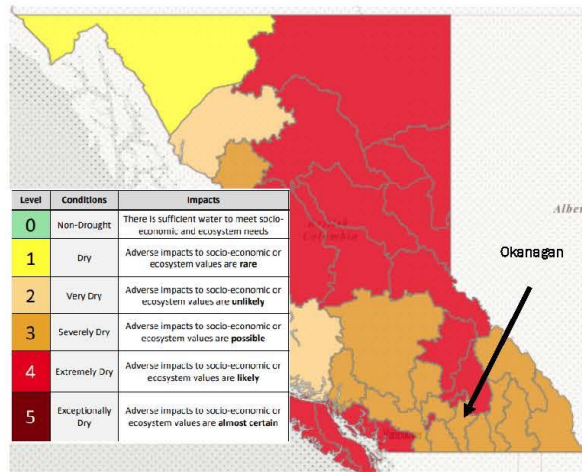 Level Conditions Impacts
0 Non-Drought There is sufficient water to meet socio-
economic and ecosystem needs
1 Dry Adverse impacts to socio-economic or
ecosystem values are rare
2 Very Dry Adverse impacts to socio-economic or
ecosystem values are unlikely
3 Severely Dry Adverse impacts to socio-economic or
ecosystem values are possible
4 Extremely Dry Adverse impacts to socio-economic or
ecosystem values are likely
5 Exceptionally
Dry Adverse impacts to socio-economic or
ecosystem values are almost certain
Columbia
Alber
Okanagan